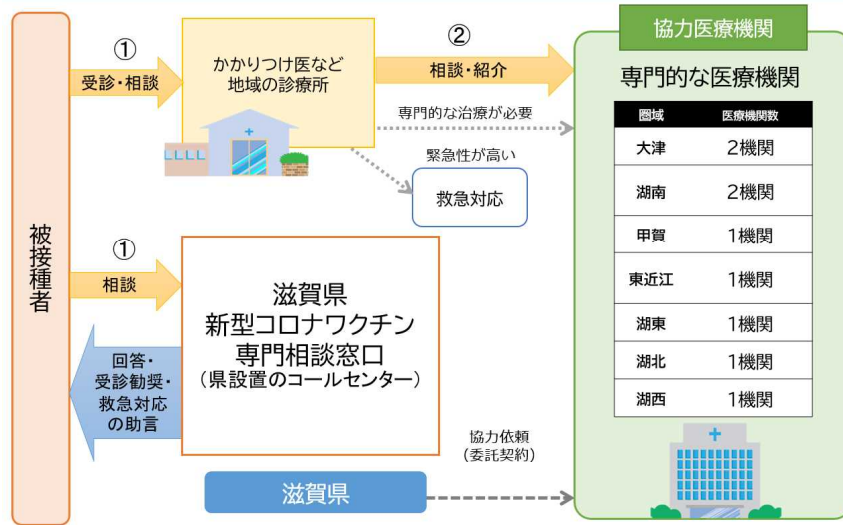 被接種者
①
受診・相談
かかりつけ医など
地域の診療所
②
相談・紹介
専門的な治療が必要
緊急性が高い
救急対応
①
相談
滋賀県
新型コロナワクチン
専門相談窓口
（県設置のコールセンター）
回答・
受診勧奨・
救急対応
の助言
滋賀県
協力依頼
（委託契約）
協力医療機関
専門的な医療機関
圏域 医療機関数
大津 2機関
湖南 2機関
甲賀 1機関
東近江 1機関
湖東 1機関
湖北 1機関
湖西 1機関